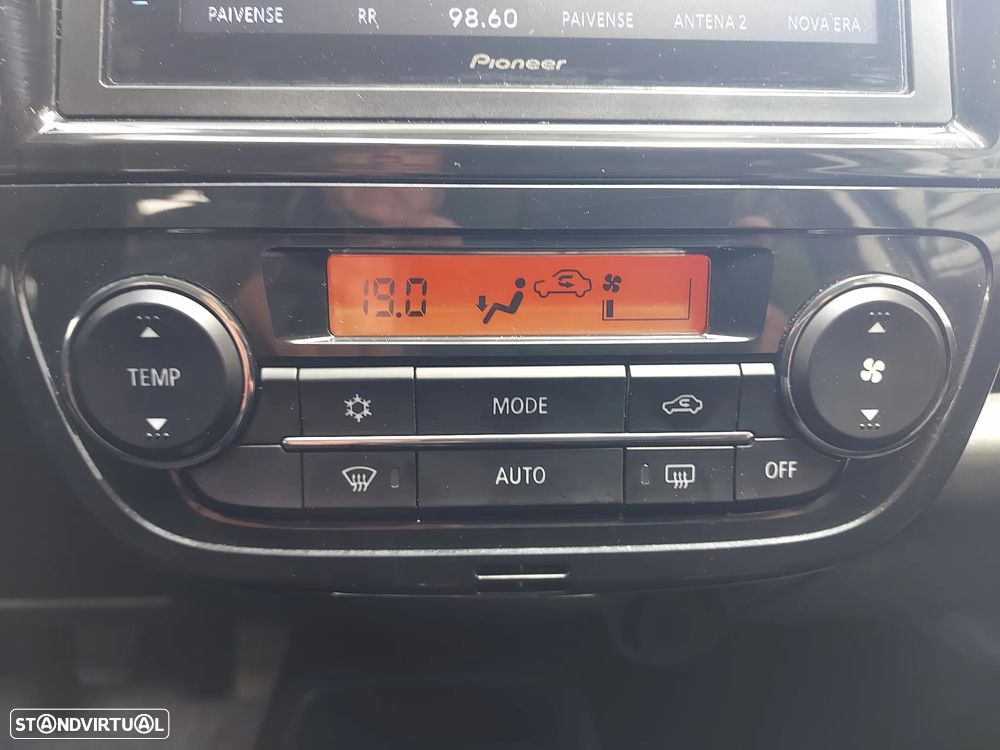 PAIVENSE RR 98.60 PAIVENSE ANTENA 2 NOVA ERA
Pioneer
19.0
TEMP
MODE
AUTO
OFF
STANDVIRTUAL